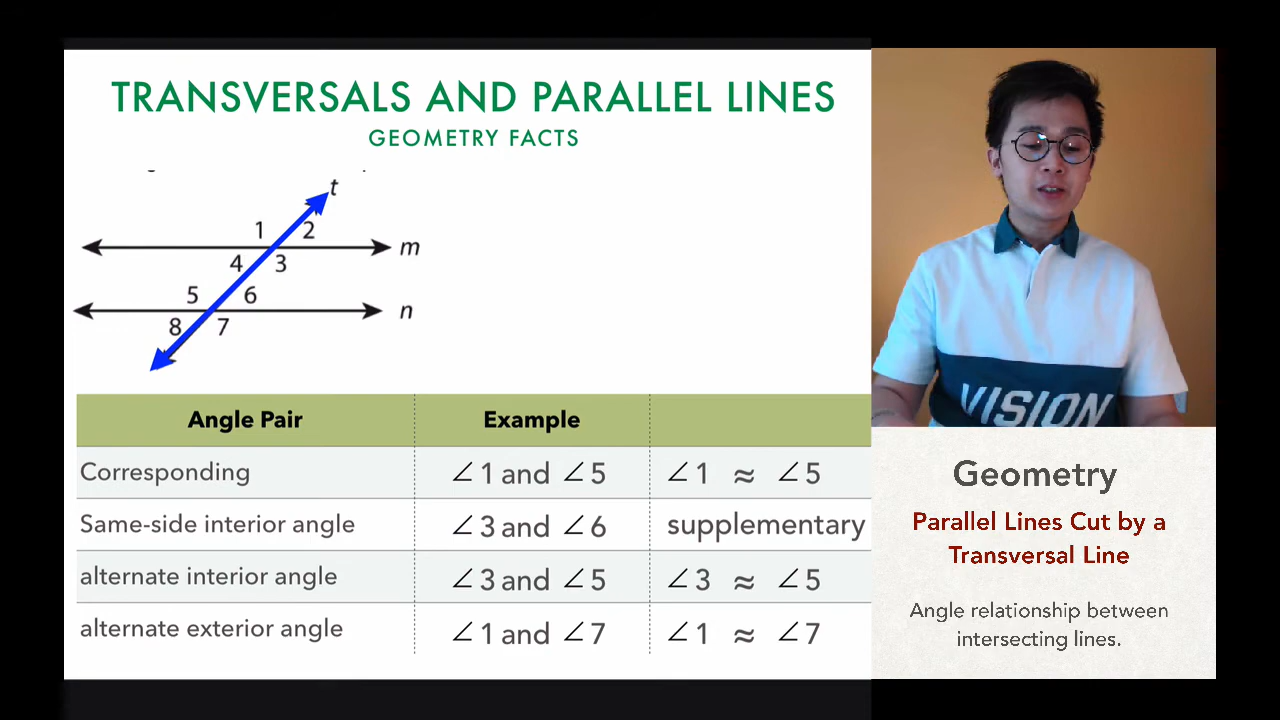 TRANSVERSALS AND PARALLEL LINES
GEOMETRY FACTS
t
1 2
m
4 3
5 6
n
8 7
Angle Pair Example
Corresponding ∠1 and ∠5 ∠1 ≈ ∠5
Same-side interior angle ∠3 and ∠6 supplementary
alternate interior angle ∠3 and ∠5 ∠3 ≈ ∠5
alternate exterior angle ∠1 and ∠7 ∠1 ≈ ∠7
VISION
Geometry
Parallel Lines Cut by a
Transversal Line
Angle relationship between
intersecting lines.